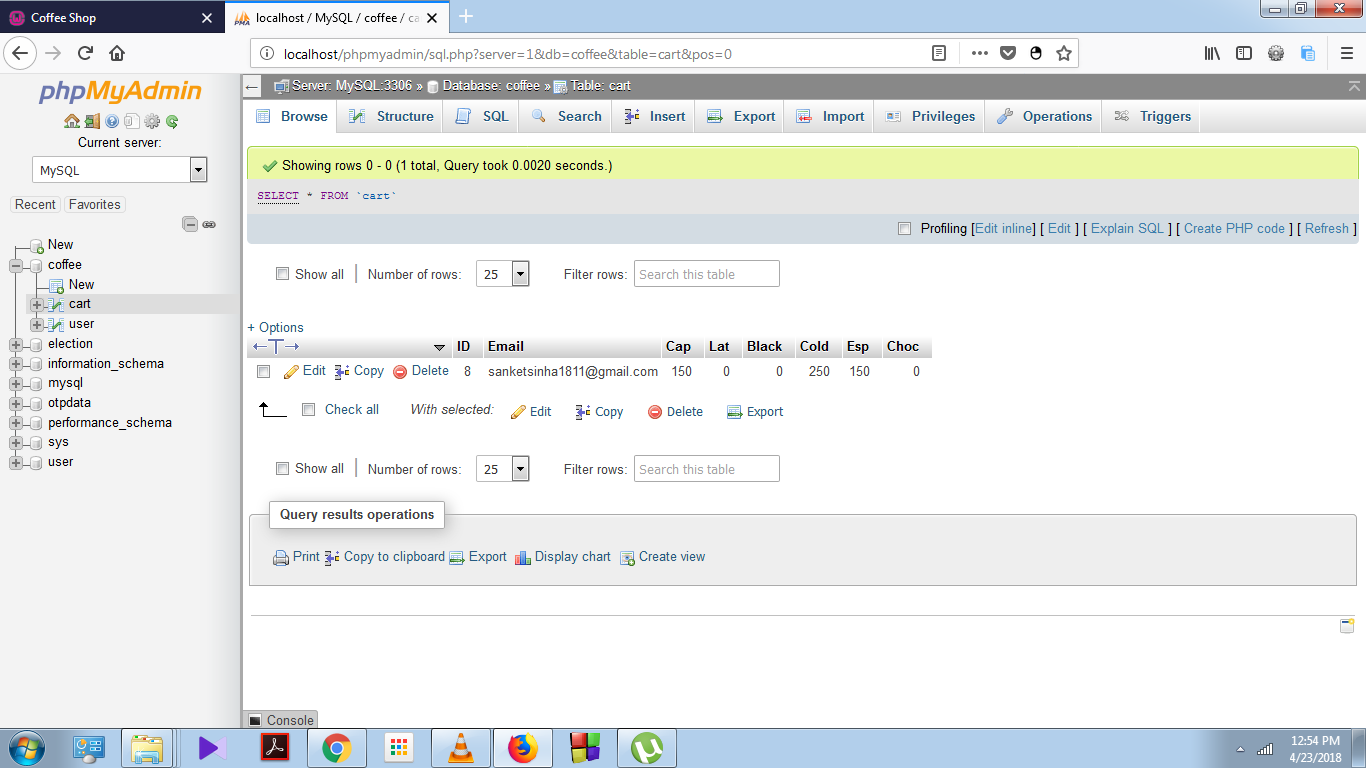 Coffee Shop
localhost / MySQL / coffee / ca
localhost/phpmyadmin/sql.php?server=1&db=coffee&table=cart&pos=0
phpMyAdmin
Current server:
MySQL
Recent Favorites
New
coffee
New
cart
user
election
information_schema
mysql
otpdata
performance_schema
sys
user
Server: MySQL:3306 » Database: coffee » Table: cart
Browse Structure SQL Search Insert Export Import Privileges Operations Triggers
Showing rows 0 - 0 (1 total, Query took 0.0020 seconds.)
SELECT * FROM `cart`
Profiling [Edit inline] [ Edit ] [ Explain SQL ] [ Create PHP code ] [ Refresh ]
Show all Number of rows: 25 Filter rows: Search this table
+ Options
ID Email Cap Lat Black Cold Esp Choc
Edit Copy Delete 8 sanketsinha1811@gmail.com 150 0 0 250 150 0
Check all With selected: Edit Copy Delete Export
Show all Number of rows: 25 Filter rows: Search this table
Query results operations
Print Copy to clipboard Export Display chart Create view
Console
12:54 PM
4/23/2018